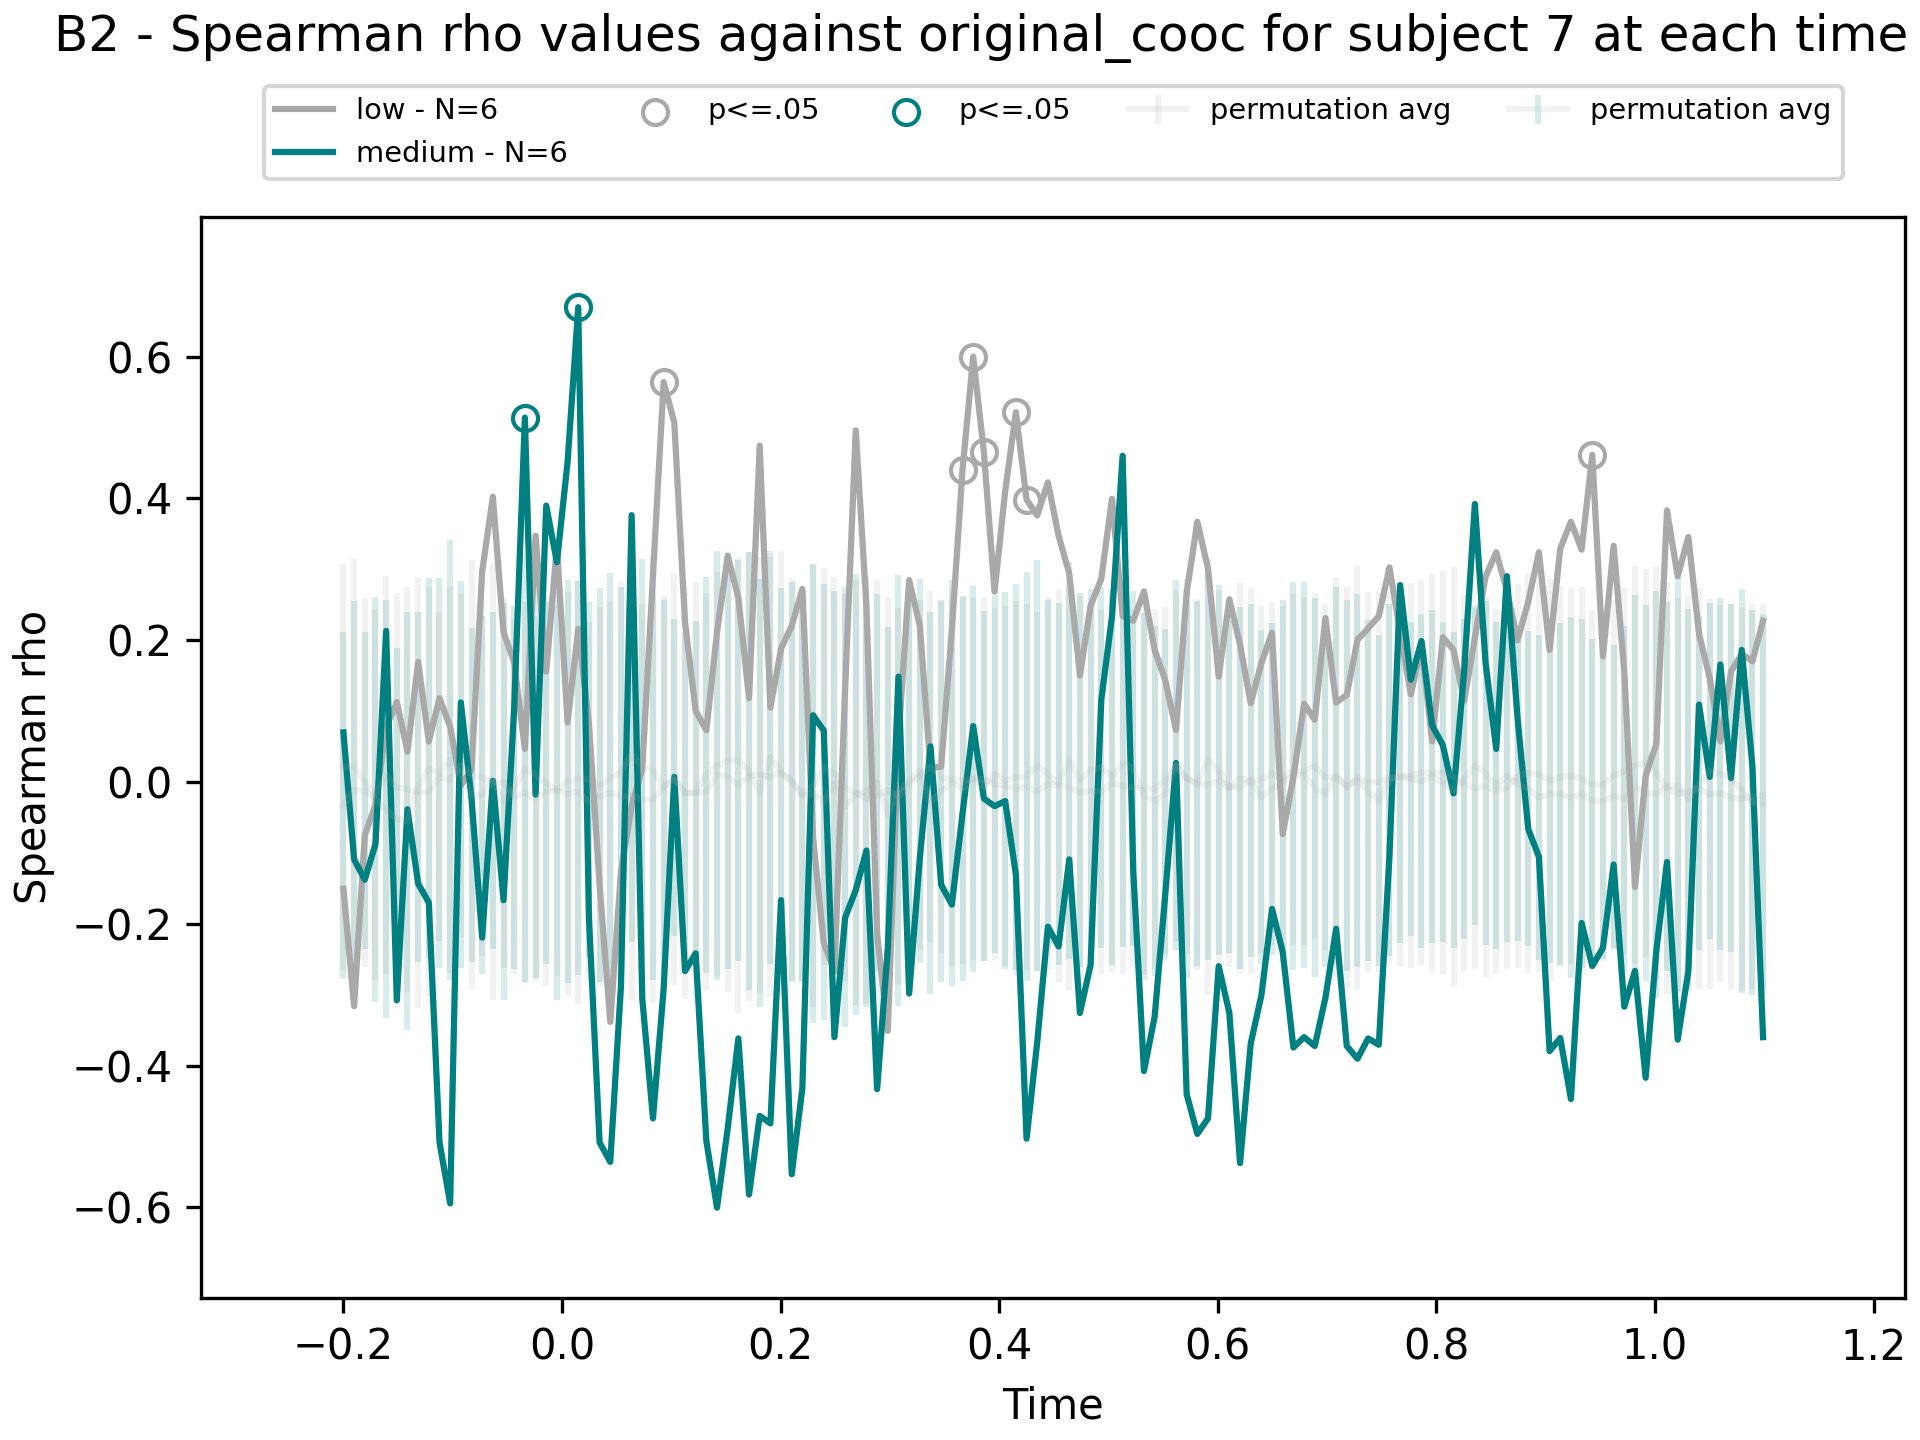 B2 - Spearman rho values against original_cooc for subject 7 at each time
low - N=6
medium - N=6
p<=.05
p<=.05
permutation avg
permutation avg
Spearman rho
0.6
0.4
0.2
0.0
−0.2
−0.4
−0.6
−0.2
0.0
0.2
0.4
0.6
0.8
1.0
1.2
Time